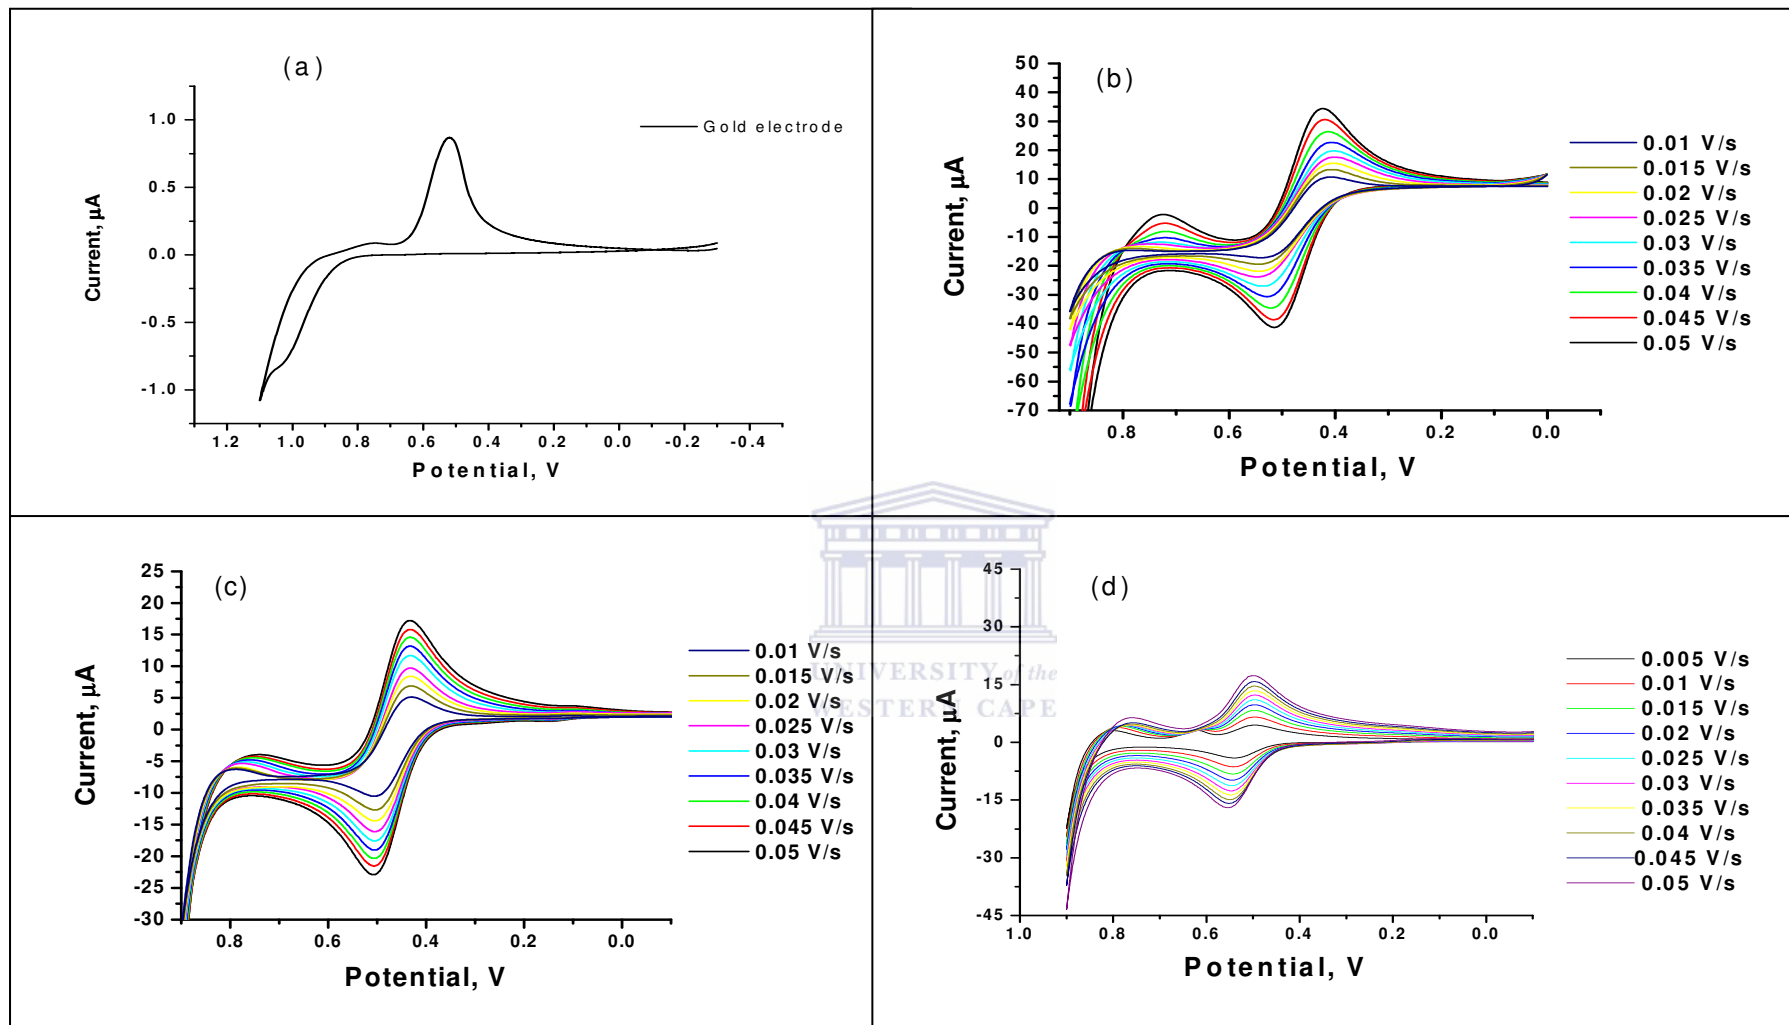 (a)
1.0
0.5
0.0
-0.5
-1.0
Current, µA
Gold electrode
1.2 1.0 0.8 0.6 0.4 0.2 0.0 -0.2 -0.4
Potential, V
(b)
50
40
30
20
10
0
-10
-20
-30
-40
-50
-60
-70
Current, µA
0.01 V/s
0.015 V/s
0.02 V/s
0.025 V/s
0.03 V/s
0.035 V/s
0.04 V/s
0.045 V/s
0.05 V/s
0.8 0.6 0.4 0.2 0.0
Potential, V
UNIVERSITY of the
WESTERN CAPE
(c)
25
20
15
10
5
0
-5
-10
-15
-20
-25
-30
Current, µA
0.01 V/s
0.015 V/s
0.02 V/s
0.025 V/s
0.03 V/s
0.035 V/s
0.04 V/s
0.045 V/s
0.05 V/s
0.8 0.6 0.4 0.2 0.0
Potential, V
(d)
45
30
15
0
-15
-30
-45
Current, µA
0.005 V/s
0.01 V/s
0.015 V/s
0.02 V/s
0.025 V/s
0.03 V/s
0.035 V/s
0.04 V/s
0.045 V/s
0.05 V/s
1.0 0.8 0.6 0.4 0.2 0.0
Potential, V